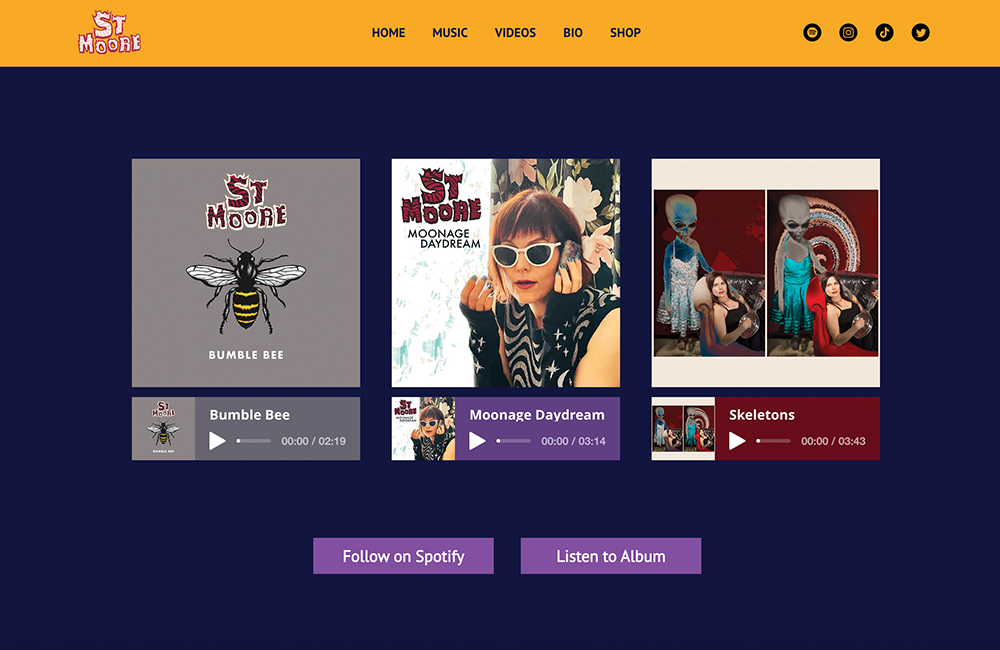 ST
MOORE
HOME MUSIC VIDEOS BIO SHOP
ST
MOORE
BUMBLE BEE
ST
MOORE
MOONAGE
DAYDREAM
ST
MOORE
BUMBLE BEE
Bumble Bee
00:00 / 02:19
ST
MOORE
MOONAGE
DAYDREAM
Moonage Daydream
00:00 / 03:14
Skeletons
00:00 / 03:43
Follow on Spotify Listen to Album